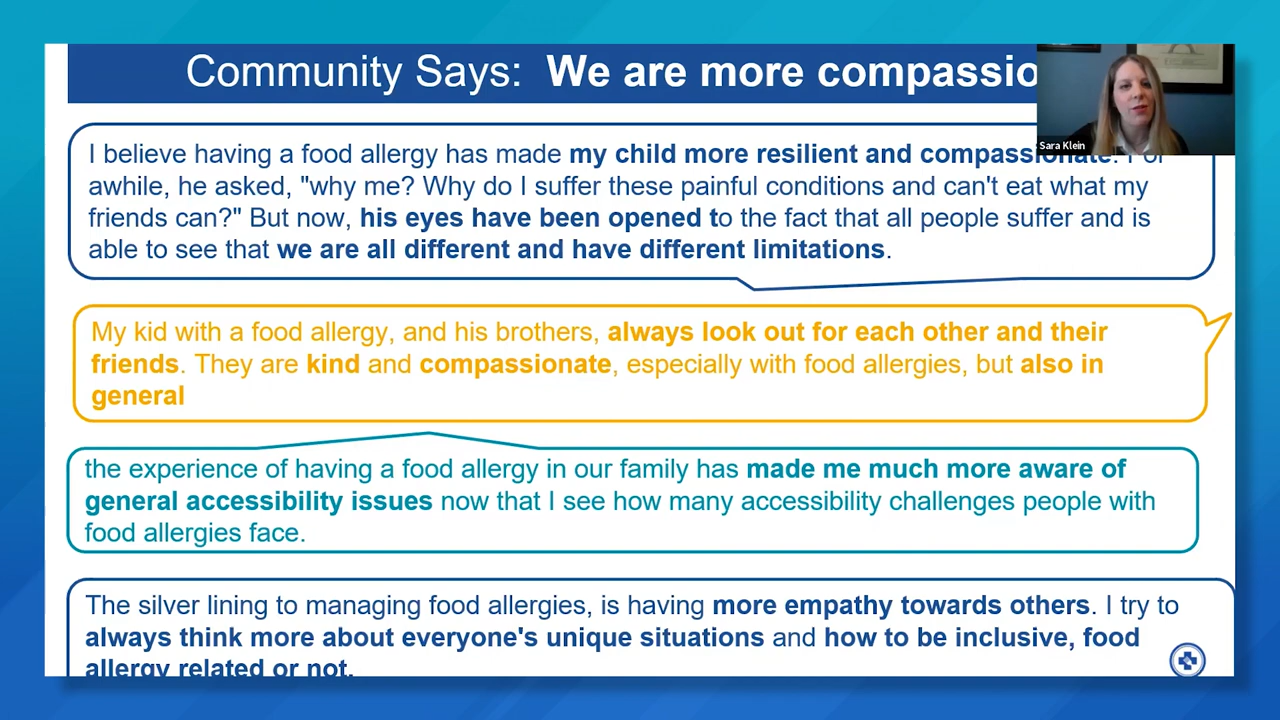 Community Says: We are more compassio
Sara Klein
I believe having a food allergy has made my child more resilient and compassionate. For
awhile, he asked, "why me? Why do I suffer these painful conditions and can't eat what my
friends can?" But now, his eyes have been opened to the fact that all people suffer and is
able to see that we are all different and have different limitations.
My kid with a food allergy, and his brothers, always look out for each other and their
friends. They are kind and compassionate, especially with food allergies, but also in
general
the experience of having a food allergy in our family has made me much more aware of
general accessibility issues now that I see how many accessibility challenges people with
food allergies face.
The silver lining to managing food allergies, is having more empathy towards others. I try to
always think more about everyone's unique situations and how to be inclusive, food
allergy related or not.